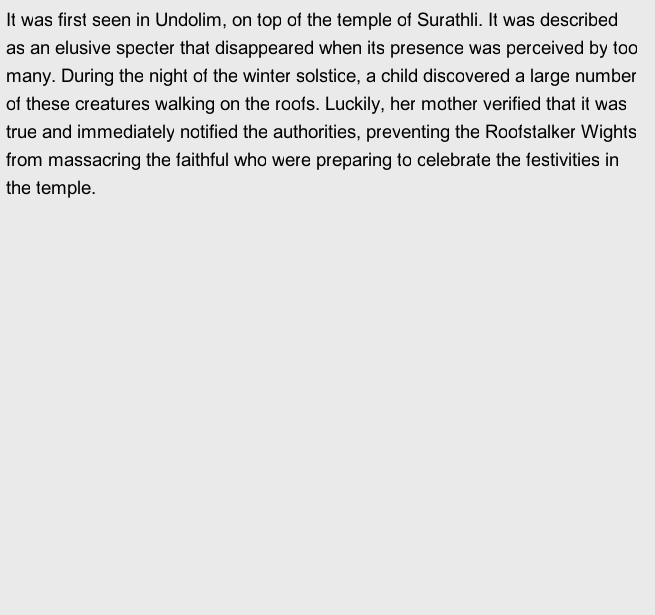 It was first seen in Undolim, on top of the temple of Surathli. It was described
as an elusive specter that disappeared when its presence was perceived by too
many. During the night of the winter solstice, a child discovered a large number
of these creatures walking on the roofs. Luckily, her mother verified that it was
true and immediately notified the authorities, preventing the Roofstalker Wights
from massacring the faithful who were preparing to celebrate the festivities in
the temple.